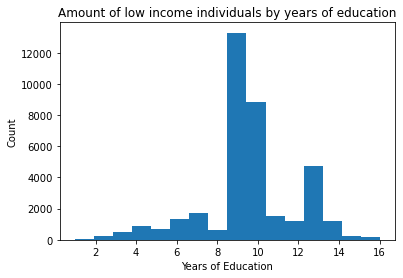 Amount of low income individuals by years of education
12000
10000
8000
6000
4000
2000
0
Count
2 4 6 8 10 12 14 16
Years of Education